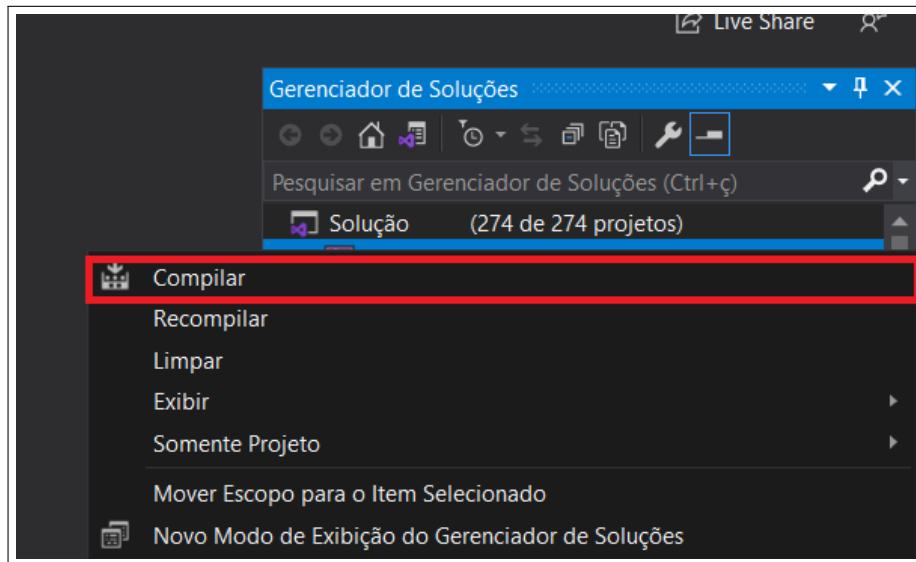 Live Share
Gerenciador de Soluções
Pesquisar em Gerenciador de Soluções (Ctrl+ç)
Solução (274 de 274 projetos)
Compilar
Recompilar
Limpar
Exibir
Somente Projeto
Mover Escopo para o Item Selecionado
Novo Modo de Exibição do Gerenciador de Soluções